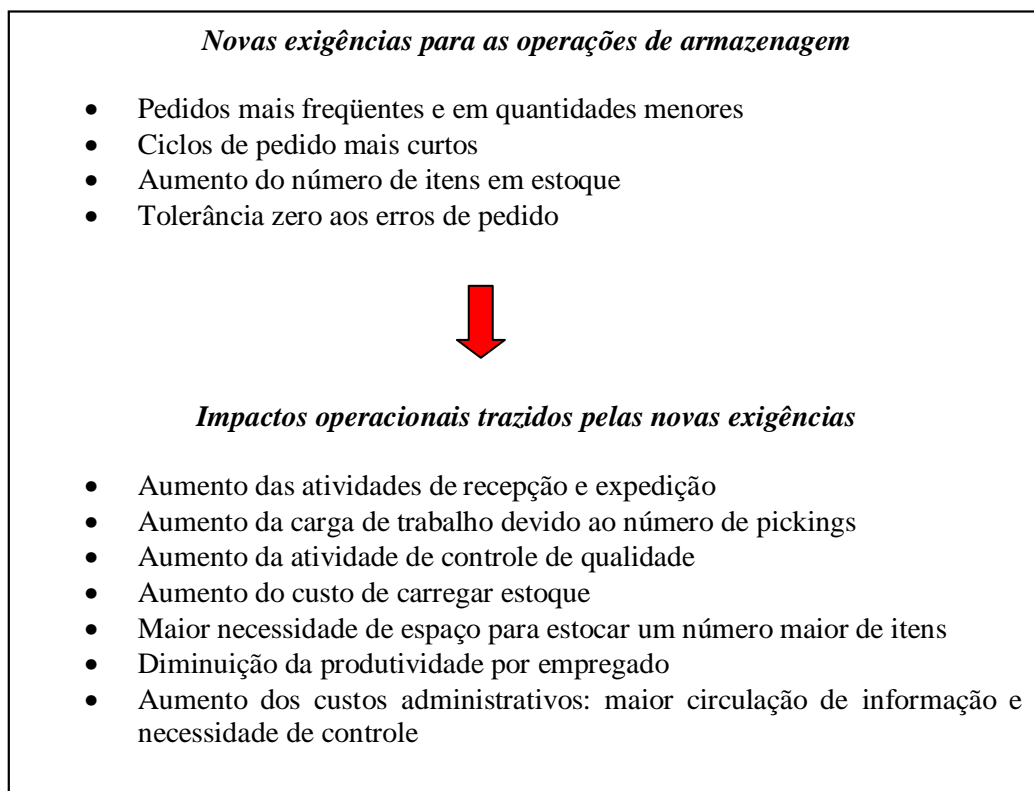 Novas exigências para as operações de armazenagem
• Pedidos mais freqüentes e em quantidades menores
• Ciclos de pedido mais curtos
• Aumento do número de itens em estoque
• Tolerância zero aos erros de pedido
Impactos operacionais trazidos pelas novas exigências
• Aumento das atividades de recepção e expedição
• Aumento da carga de trabalho devido ao número de pickings
• Aumento da atividade de controle de qualidade
• Aumento do custo de carregar estoque
• Maior necessidade de espaço para estocar um número maior de itens
• Diminuição da produtividade por empregado
• Aumento dos custos administrativos: maior circulação de informação e
necessidade de controle